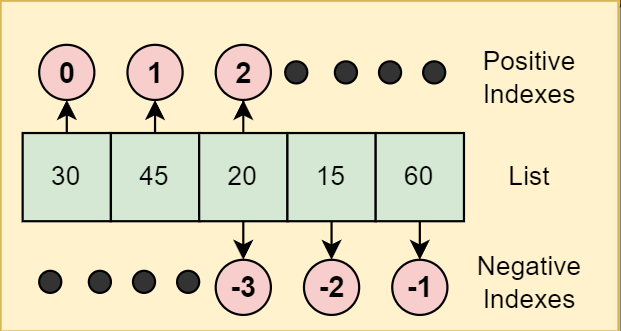 0 1 2
Positive
Indexes
30 45 20 15 60
List
-3 -2 -1
Negative
Indexes